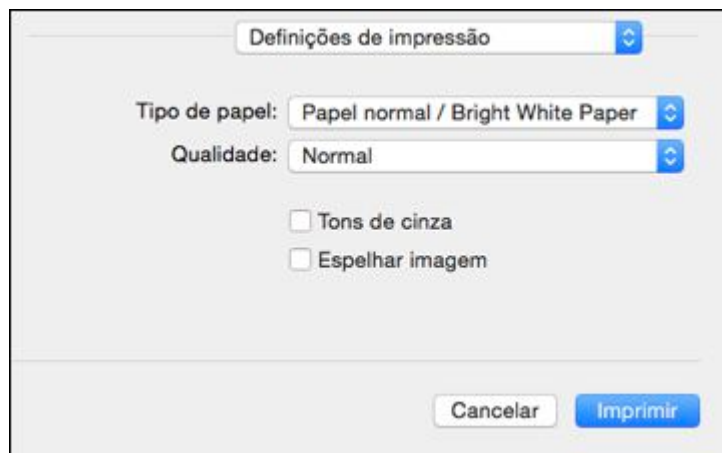 Definições de impressão
Tipo de papel: Papel normal / Bright White Paper
Qualidade: Normal
Tons de cinza
Espelhar imagem
Cancelar Imprimir